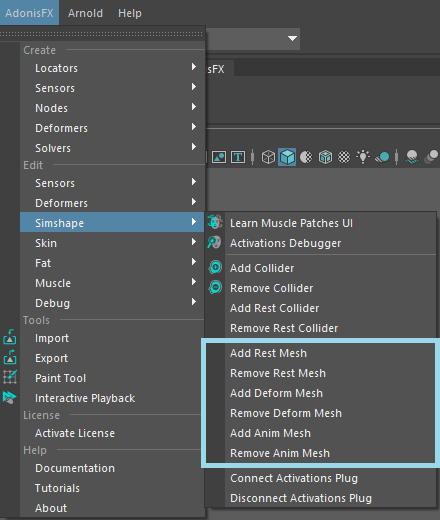 AdonisFX Arnold Help
sFX
Create
Locators
Sensors
Nodes
Deformers
Solvers
Edit
Sensors
Deformers
Simshape
Skin
Fat
Muscle
Debug
Tools
Import
Export
Paint Tool
Interactive Playback
License
Activate License
Help
Documentation
Tutorials
About
Learn Muscle Patches UI
Activations Debugger
Add Collider
Remove Collider
Add Rest Collider
Remove Rest Collider
Add Rest Mesh
Remove Rest Mesh
Add Deform Mesh
Remove Deform Mesh
Add Anim Mesh
Remove Anim Mesh
Connect Activations Plug
Disconnect Activations Plug